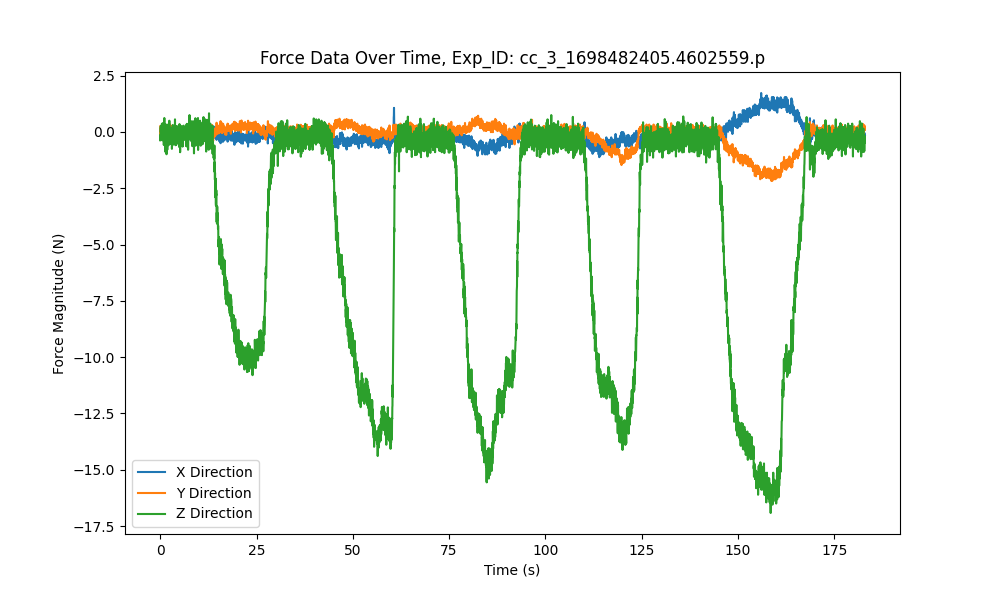 Force Data Over Time, Exp_ID: cc_3_1698482405.4602559.p
2.5
0.0
−2.5
−5.0
−7.5
−10.0
−12.5
−15.0
−17.5
Force Magnitude (N)
X Direction
Y Direction
Z Direction
0 25 50 75 100 125 150 175
Time (s)